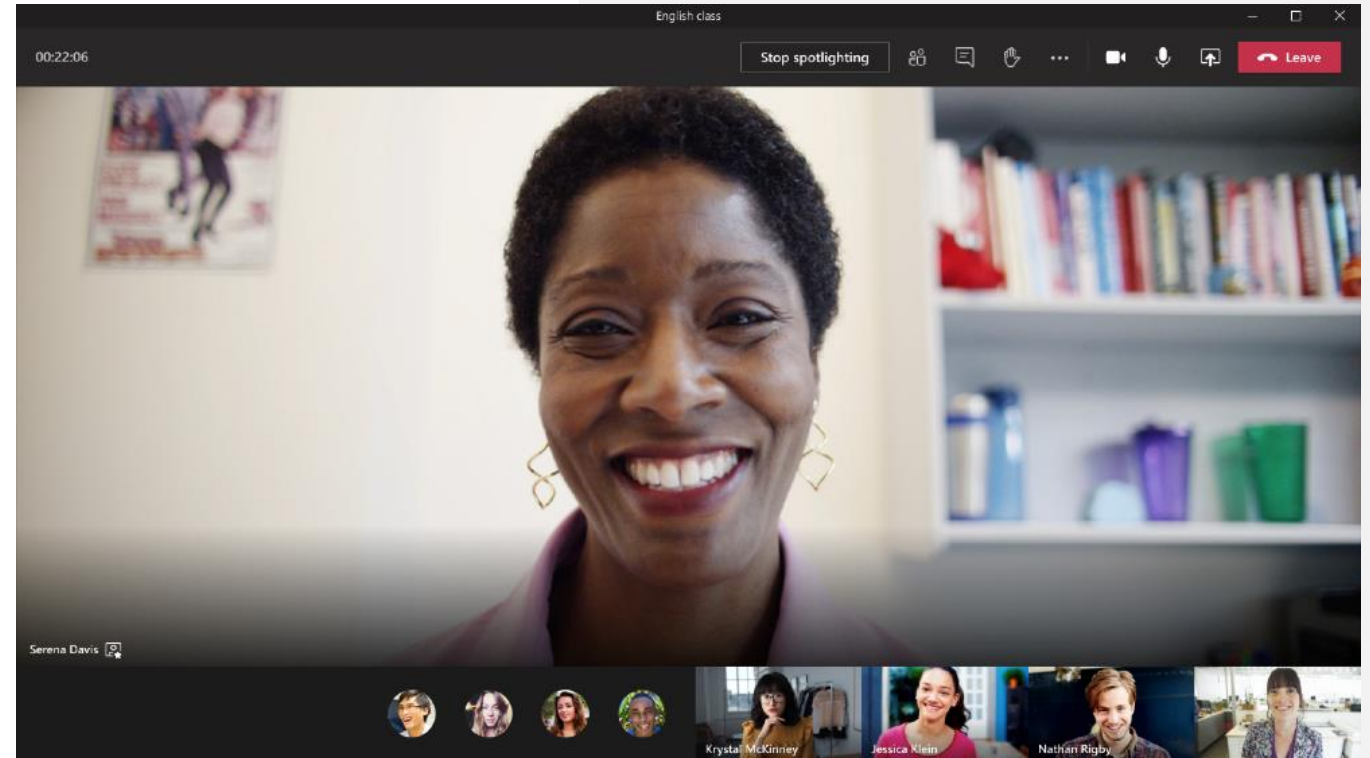 English class
00:22:06
Stop spotlighting
Leave
Serena Davis
Krystal McKinney
Jessica Klein
Nathan Rigby